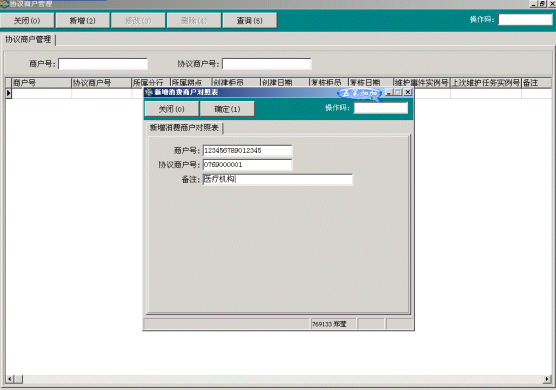 协议商户管理
关闭(0) 新增(2) 修改(3) 删除(4) 查询(5) 操作码:
协议商户管理
商户号: 协议商户号:
商户号 协议商户号 所属分行 所属网点 创建柜员 创建日期 复核柜员 复核日期 维护事件实例号 上次维护任务实例号 备注
新增消费商户对照表
关闭(0) 确定(1) 操作码:
新增消费商户对照表
商户号: 123456789012345
协议商户号: 0769000001
备注: 医疗机构
769133 郑莹